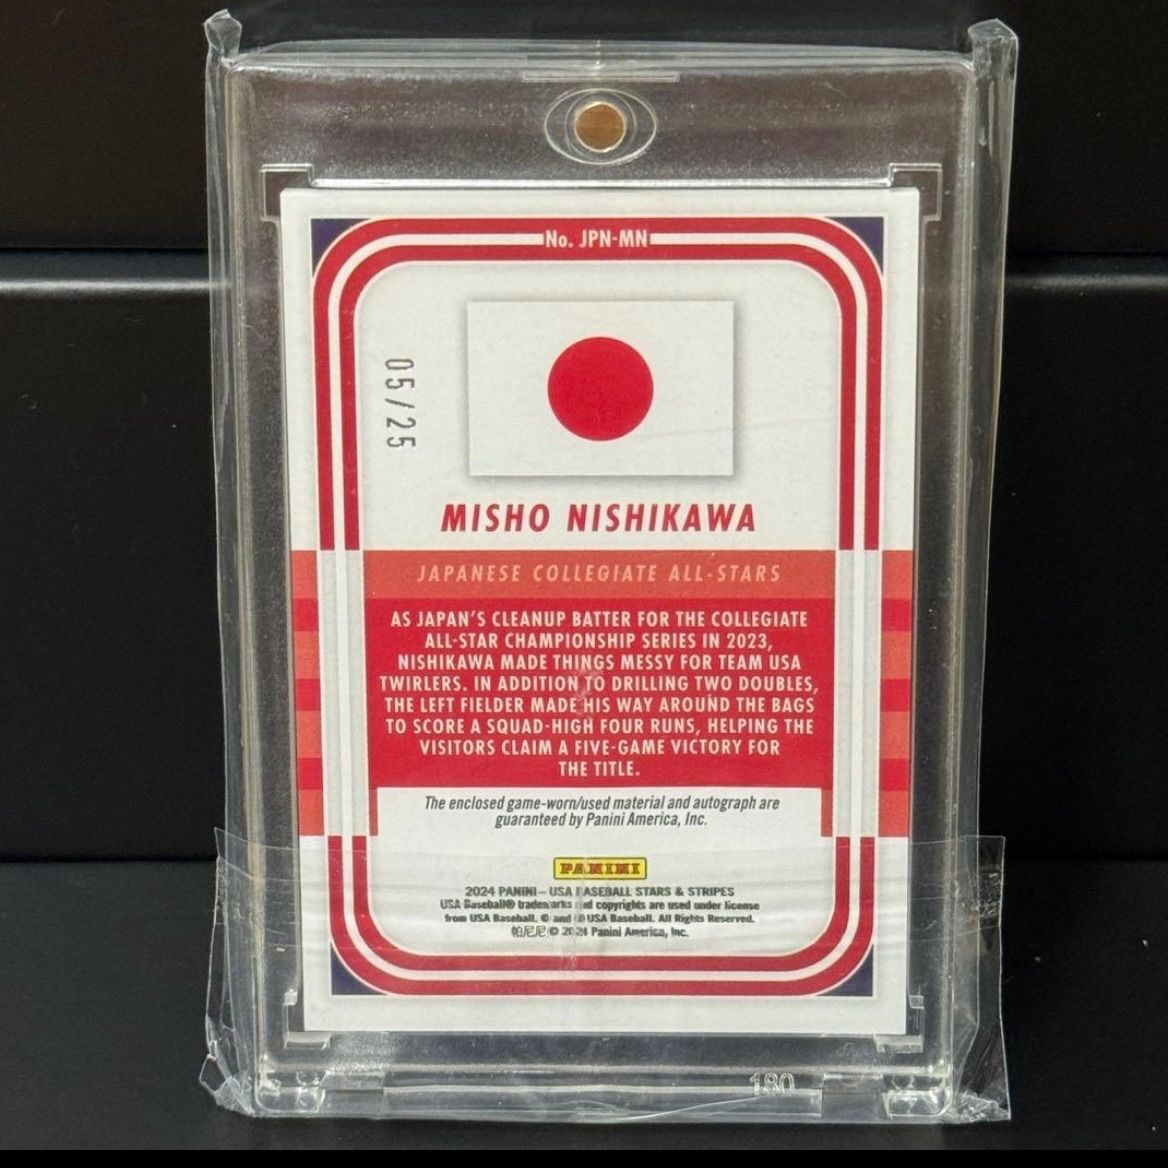 No. JPN-MN
05/25
MISHO NISHIKAWA
JAPANESE COLLEGIATE ALL-STARS
AS JAPAN'S CLEANUP BATTER FOR THE COLLEGIATE
ALL-STAR CHAMPIONSHIP SERIES IN 2023,
NISHIKAWA MADE THINGS MESSY FOR TEAM USA
TWIRLERS. IN ADDITION TO DRILLING TWO DOUBLES,
THE LEFT FIELDER MADE HIS WAY AROUND THE BAGS
TO SCORE A SQUAD-HIGH FOUR RUNS, HELPING THE
VISITORS CLAIM A FIVE-GAME VICTORY FOR
THE TITLE.
The enclosed game-worn/used material and autograph are
guaranteed by Panini America, Inc.
PANINI
2024 PANINI – USA BASEBALL STARS & STRIPES
USA Baseball® trademarks and copyrights are used under license
from USA Baseball. © and ® USA Baseball. All Rights Reserved.
帕尼尼 © 2024 Panini America, Inc.
180